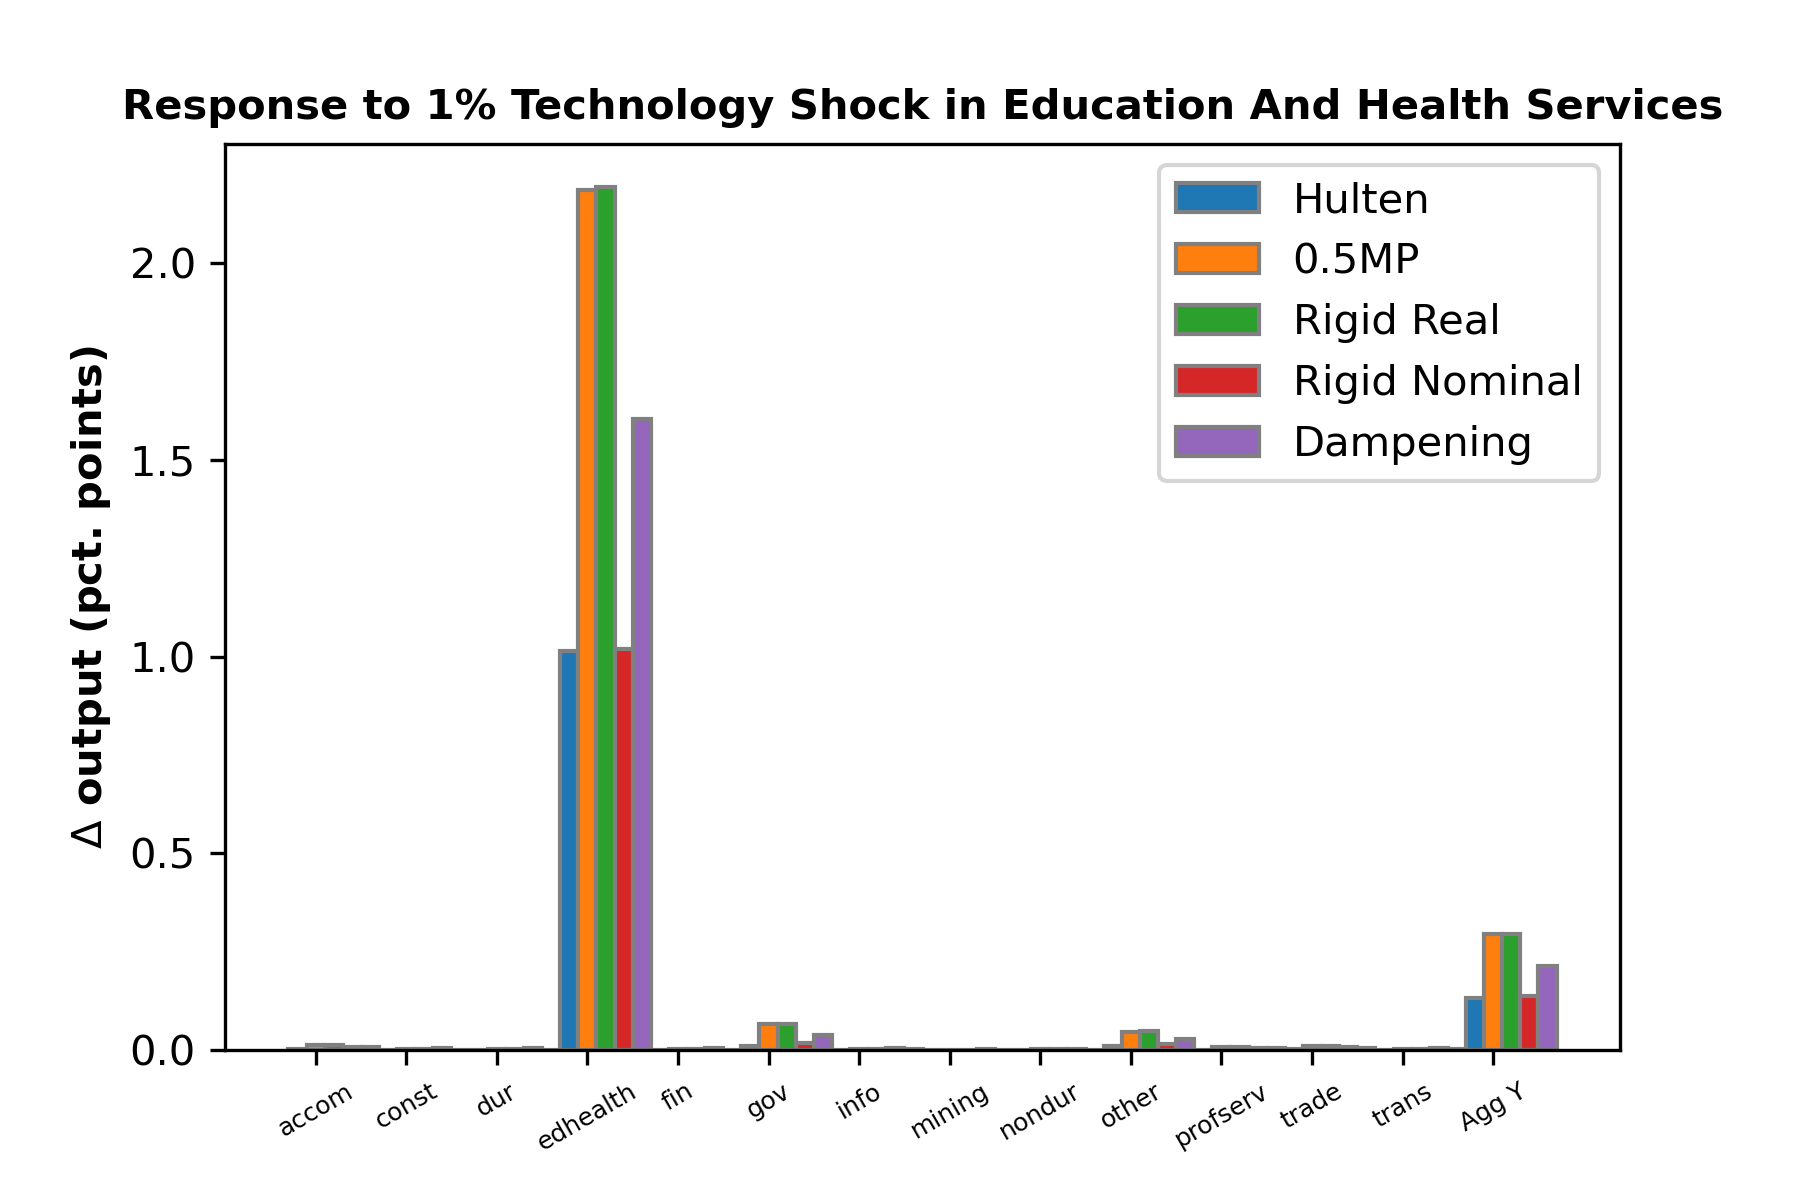 Response to 1% Technology Shock in Education And Health Services
Hulten
0.5MP
Rigid Real
Rigid Nominal
Dampening
Δ output (pct. points)
2.0
1.5
1.0
0.5
0.0
accom const dur edhealth fin gov info mining nondur other profserv trade trans Agg Y